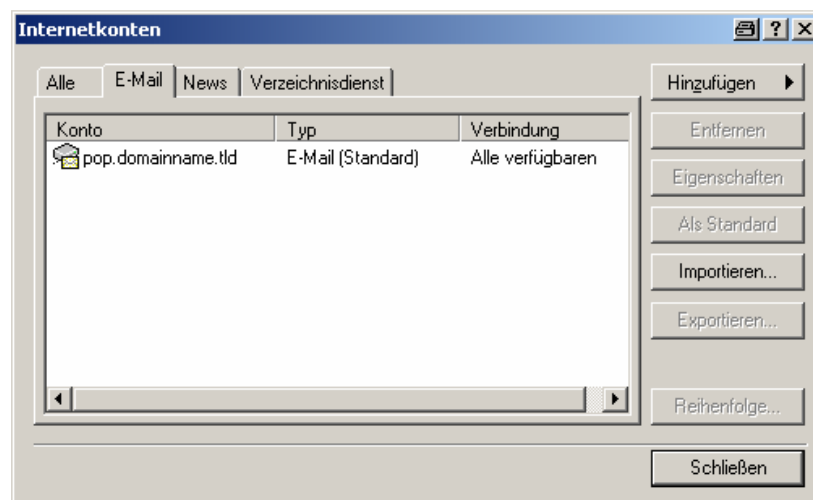 Internetkonten
Alle E-Mail News Verzeichnisdienst
Konto Typ Verbindung
pop.domainname.tld E-Mail (Standard) Alle verfügbaren
Hinzufügen
Entfernen
Eigenschaften
Als Standard
Importieren...
Exportieren...
Reihenfolge...
Schließen